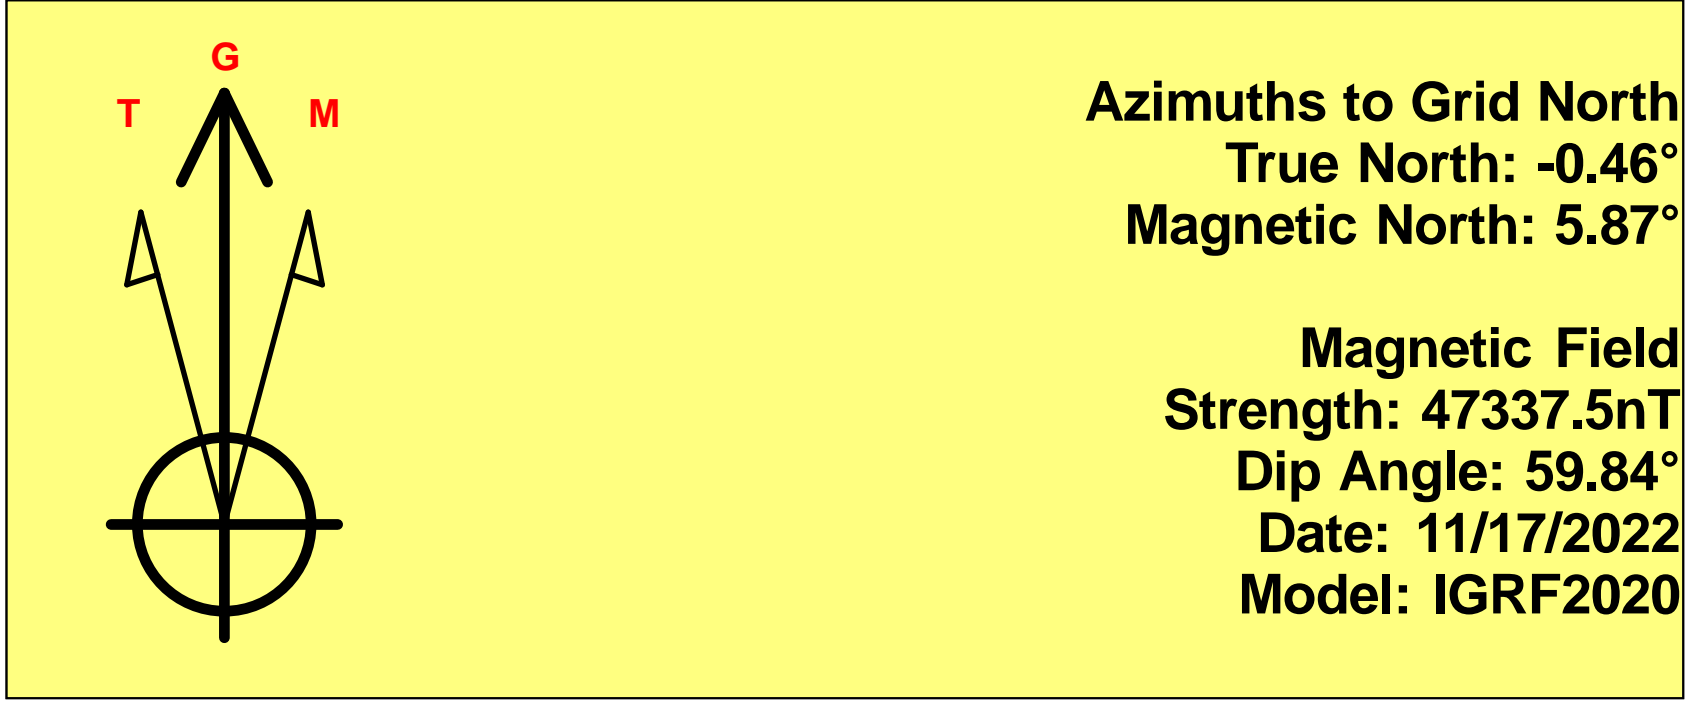 G
T
M
Azimuths to Grid North
True North: -0.46°
Magnetic North: 5.87°
Magnetic Field
Strength: 47337.5nT
Dip Angle: 59.84°
Date: 11/17/2022
Model: IGRF2020